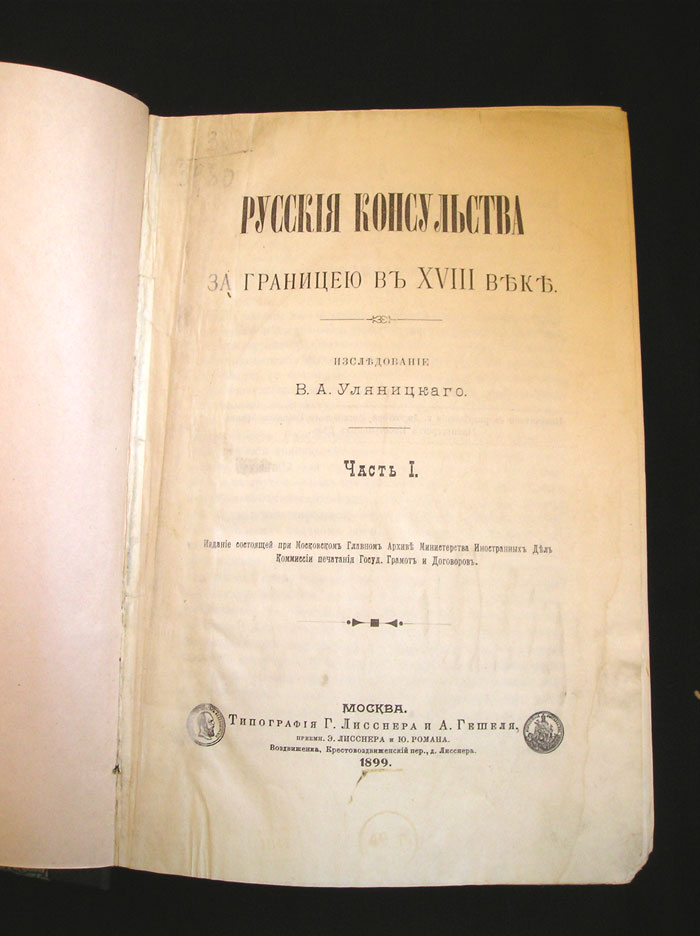 РУССКІЯ КОНСУЛЬСТВА
ЗА ГРАНИЦЕЮ ВЪ XVIII ВѢКѢ.
ИЗСЛѢДОВАНІЕ
В. А. Уляницкаго.
Часть I.
Изданіе состоящей при Московскомъ Главномъ Архивѣ Министерства Иностранныхъ Дѣлъ
Коммиссіи печатанія Госуд. Грамотъ и Договоровъ.
МОСКВА.
Типографія Г. Лисснера и А. Гешеля,
преемн. Э. Лисснера и Ю. Романа.
Воздвиженка, Крестовоздвиженскій пер., д. Лисснера.
1899.